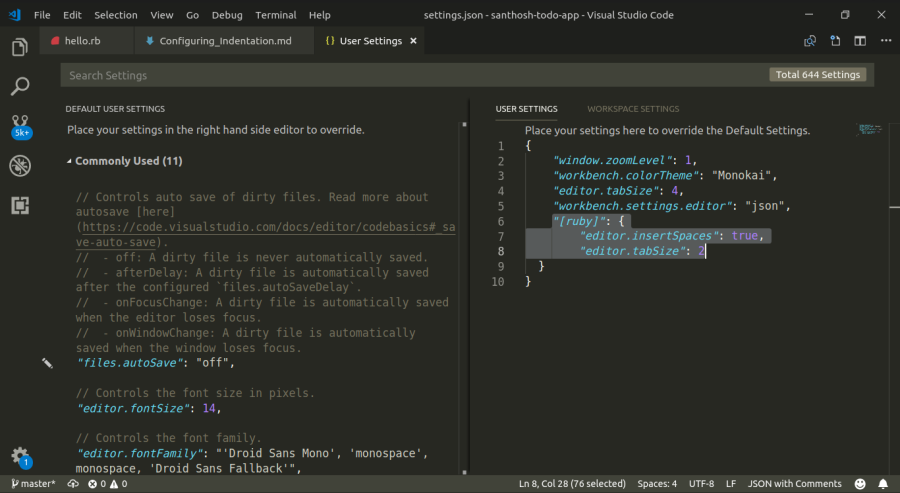 File Edit Selection View Go Debug Terminal Help settings.json - santhosh-todo-app - Visual Studio Code
hello.rb Configuring_Indentation.md {} User Settings
Search Settings Total 644 Settings
DEFAULT USER SETTINGS
Place your settings in the right hand side editor to override.
Commonly Used (11)
// Controls auto save of dirty files. Read more about
autosave [here]
(https://code.visualstudio.com/docs/editor/codebasics#_sa
ve-auto-save).
//  - off: A dirty file is never automatically saved.
//  - afterDelay: A dirty file is automatically saved
after the configured `files.autoSaveDelay`.
//  - onFocusChange: A dirty file is automatically saved
when the editor loses focus.
//  - onWindowChange: A dirty file is automatically
saved when the window loses focus.
"files.autoSave": "off",
// Controls the font size in pixels.
"editor.fontSize": 14,
// Controls the font family.
"editor.fontFamily": "'Droid Sans Mono', 'monospace',
monospace, 'Droid Sans Fallback'",
USER SETTINGS WORKSPACE SETTINGS
Place your settings here to override the Default Settings.
1 {
2 "window.zoomLevel": 1,
3 "workbench.colorTheme": "Monokai",
4 "editor.tabSize": 4,
5 "workbench.settings.editor": "json",
6 "[ruby]": {
7 "editor.insertSpaces": true,
8 "editor.tabSize": 2
9 }
10 }
5k+
1
master* 0 0 Ln 8, Col 28 (76 selected) Spaces: 4 UTF-8 LF JSON with Comments